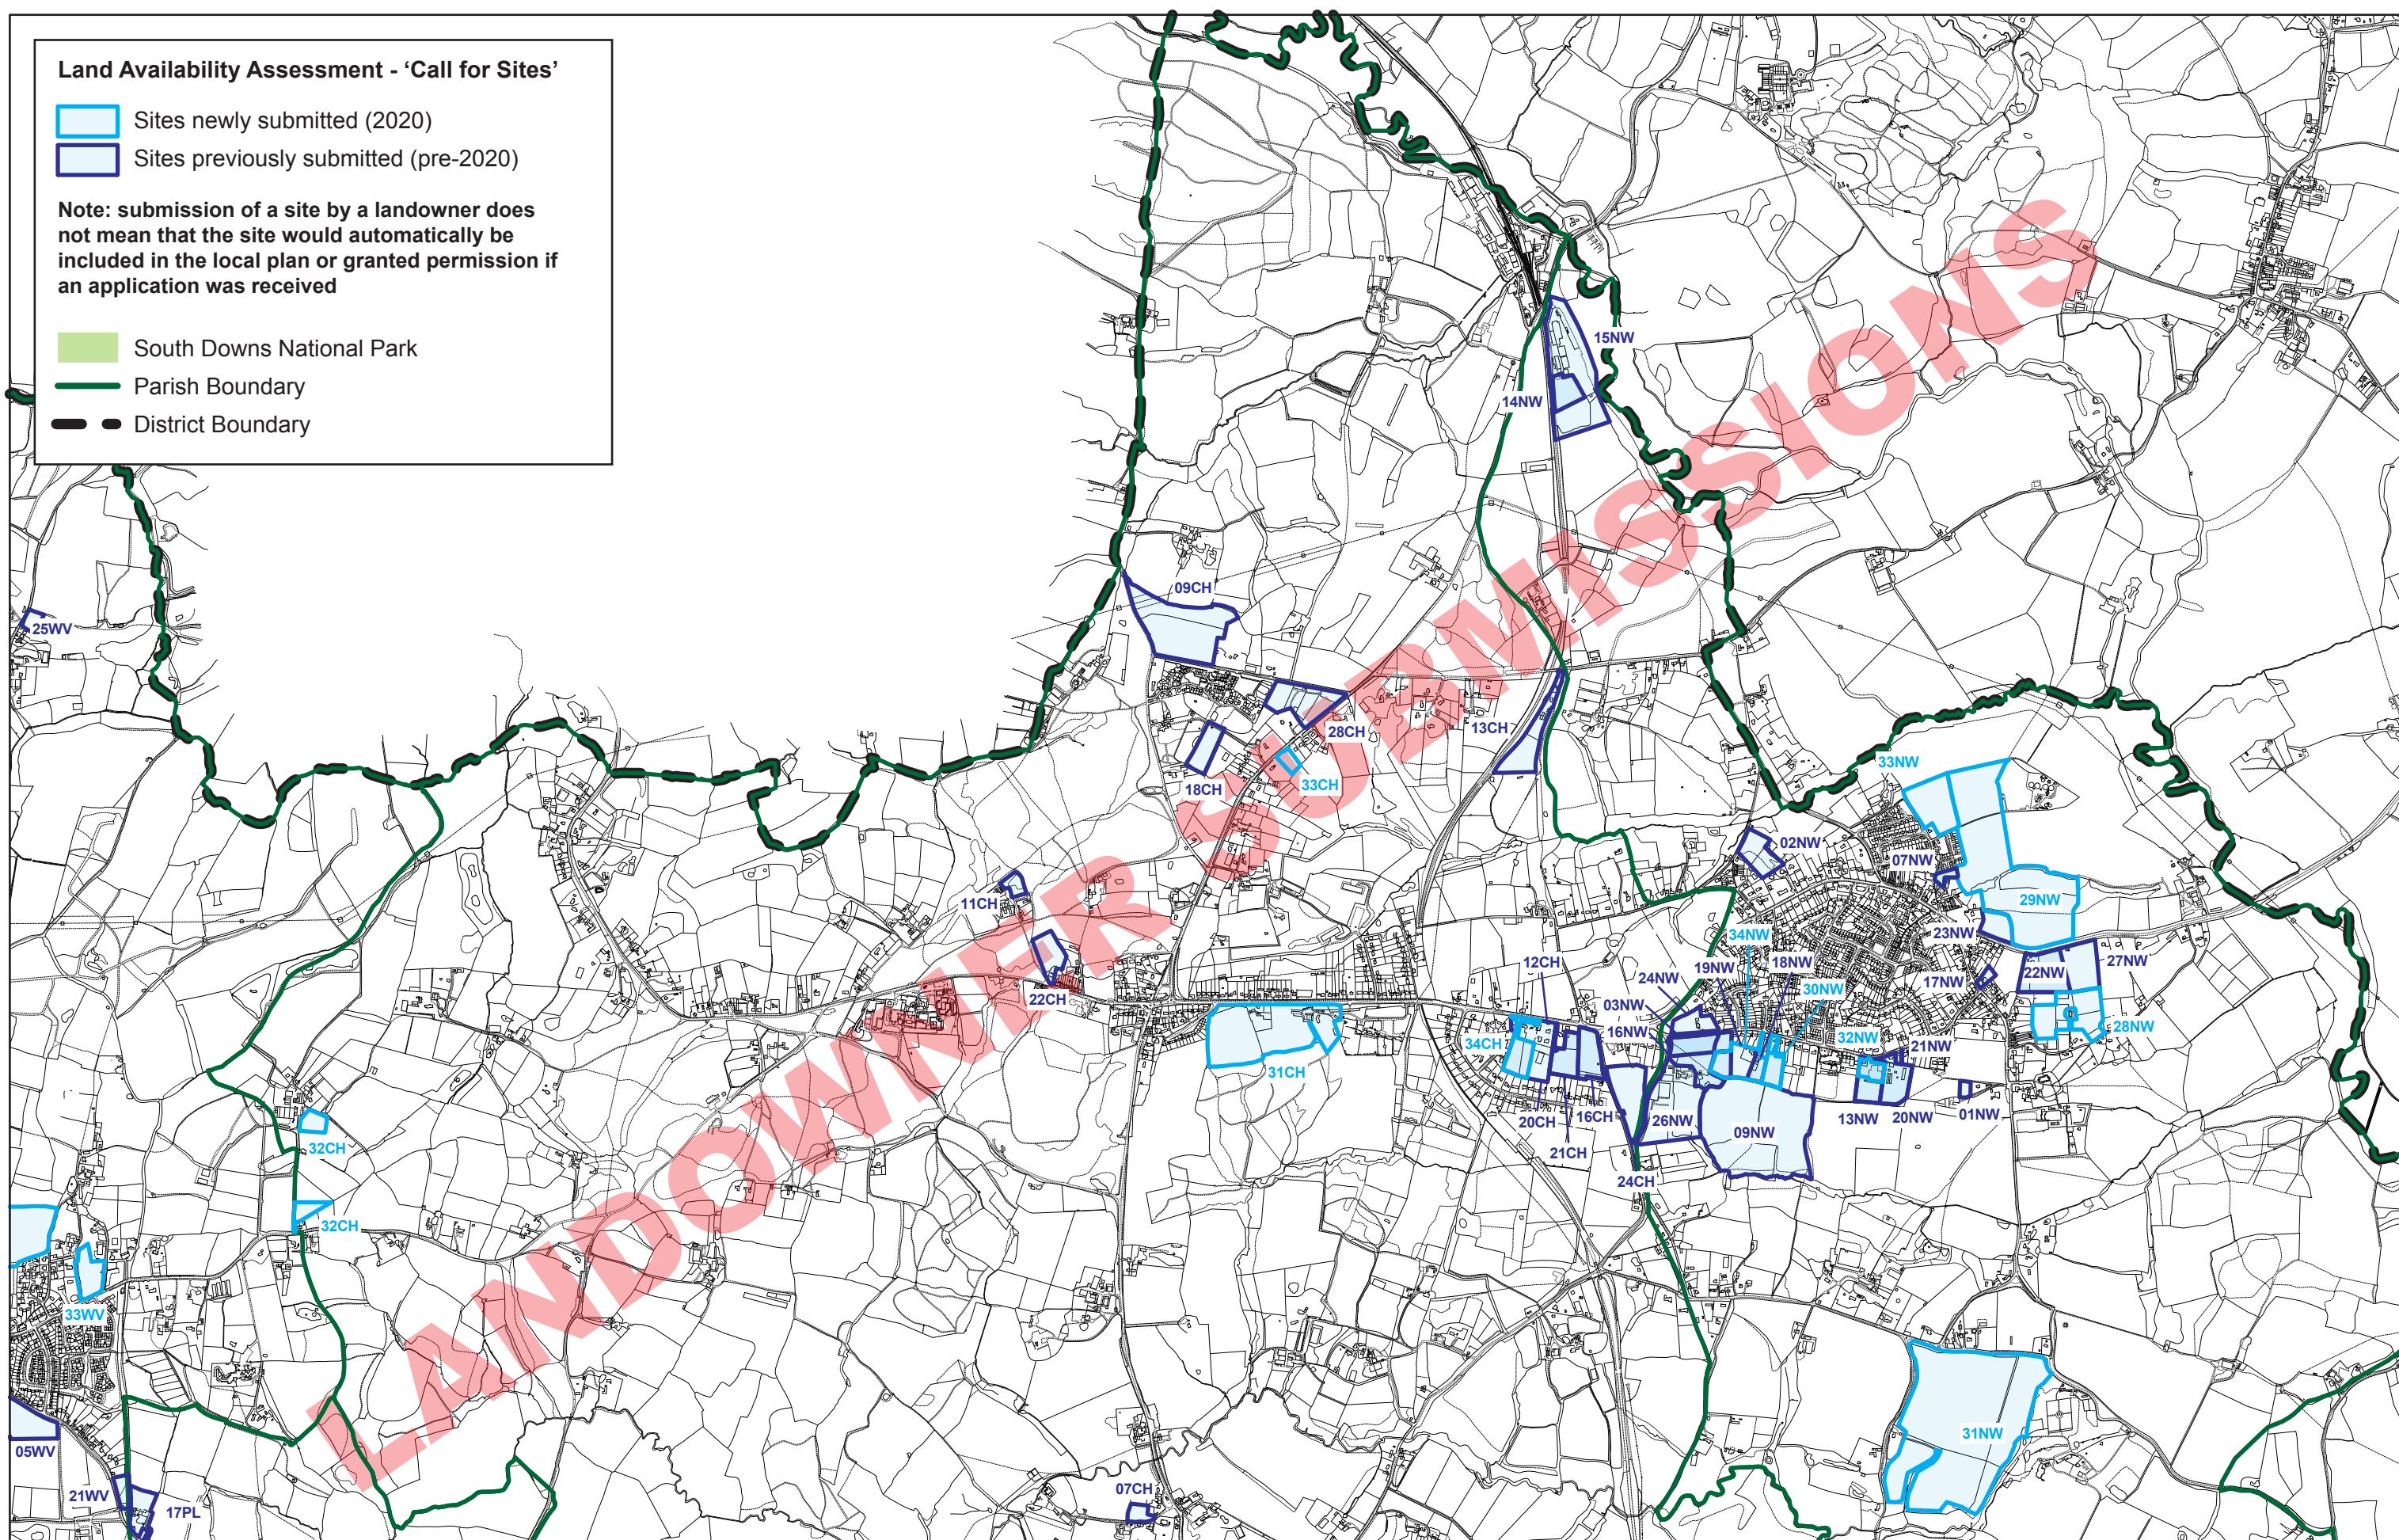 Land Availability Assessment - ‘Call for Sites’
Sites newly submitted (2020)
Sites previously submitted (pre-2020)
Note: submission of a site by a landowner does
not mean that the site would automatically be
included in the local plan or granted permission if
an application was received
South Downs National Park
Parish Boundary
District Boundary
LANDOWNER SUBMISSIONS
15NW
14NW
09CH
25WV
28CH
13CH
18CH
33CH
33NW
02NW
07NW
11CH
29NW
23NW
34NW
12CH
19NW
18NW
27NW
24NW
22NW
17NW
30NW
22CH
03NW
16NW
28NW
34CH
32NW
21NW
31CH
20CH
16CH
26NW
09NW
13NW
20NW
01NW
21CH
32CH
24CH
32CH
33WV
31NW
05WV
21WV
17PL
07CH